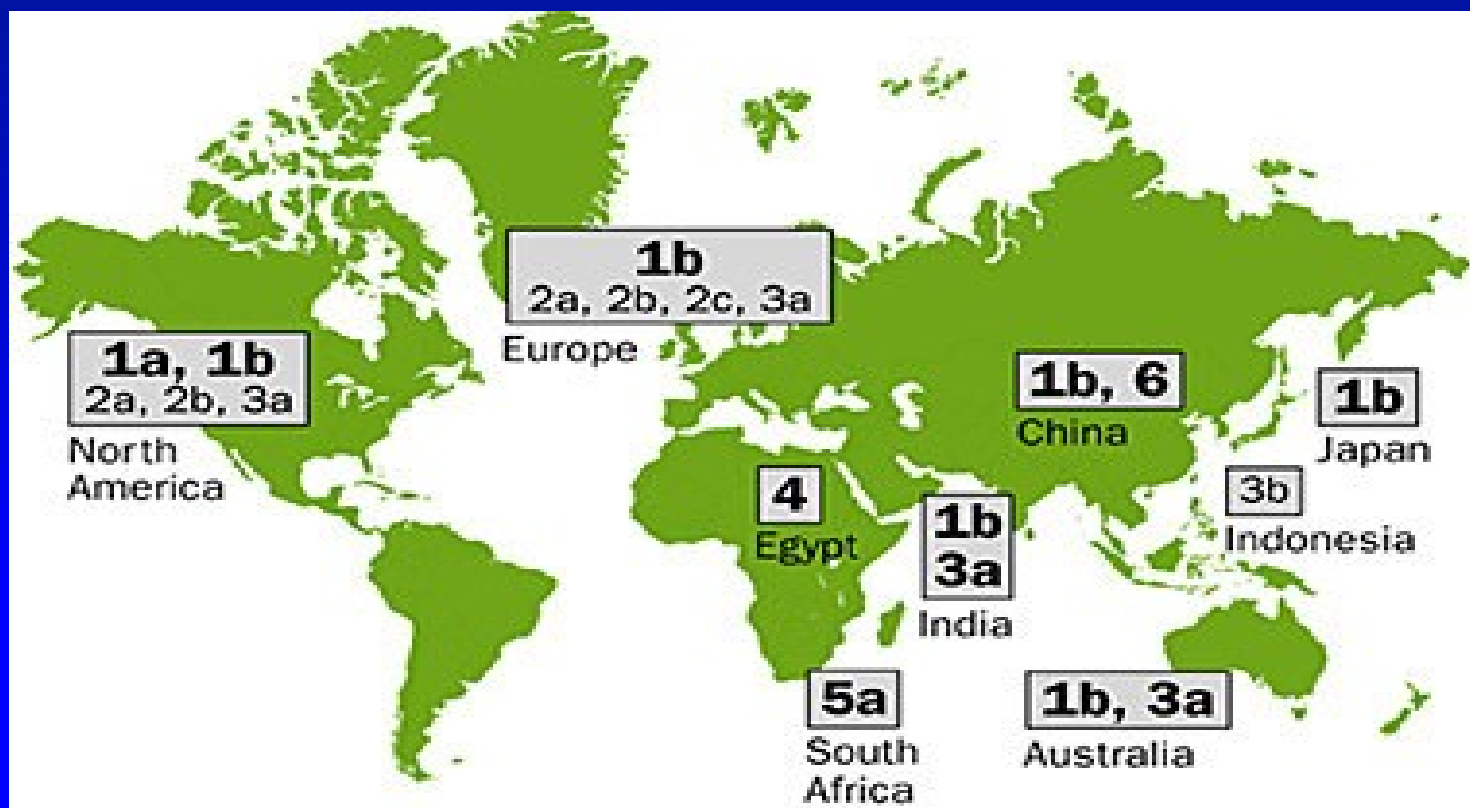 1b
2a, 2b, 2c, 3a
Europe
1a, 1b
2a, 2b, 3a
North
America
1b, 6
China
1b
Japan
4
Egypt
1b
3a
India
3b
Indonesia
5a
South
Africa
1b, 3a
Australia